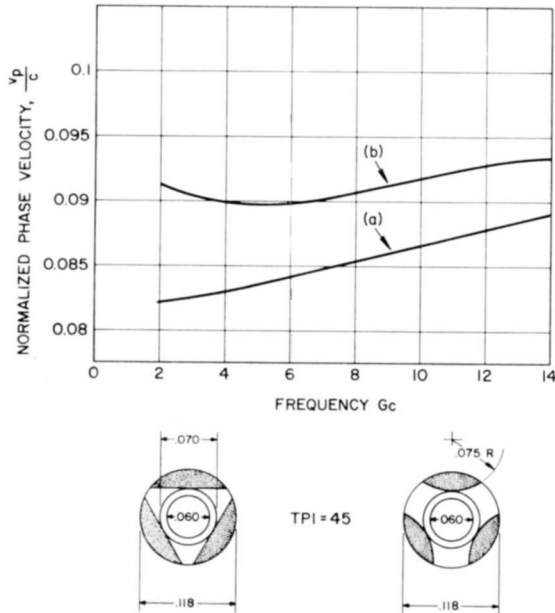 NORMALIZED PHASE VELOCITY, vp/c
0.1
0.095
0.09
0.085
0.08
(b)
(a)
0 2 4 6 8 10 12 14
FREQUENCY Gc
.070
.060
.118
TPI = 45
.075 R
.060
.118